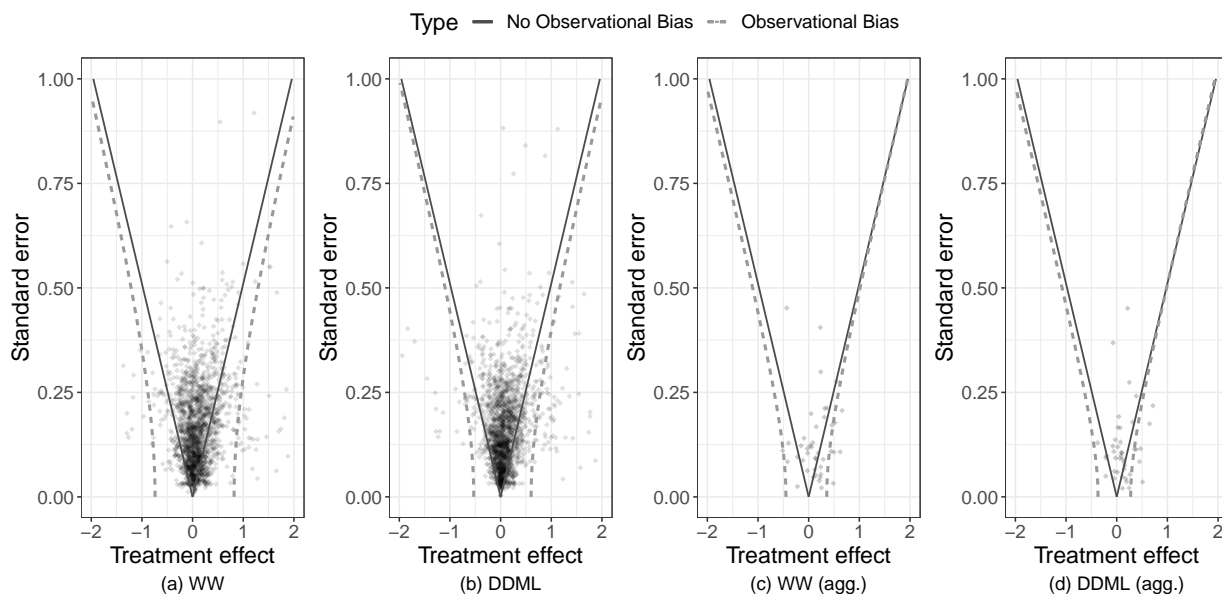 Type No Observational Bias Observational Bias
Standard error
1.00
0.75
0.50
0.25
0.00
−2 −1 0 1 2
Treatment effect
(a) WW
Standard error
1.00
0.75
0.50
0.25
0.00
−2 −1 0 1 2
Treatment effect
(b) DDML
Standard error
1.00
0.75
0.50
0.25
0.00
−2 −1 0 1 2
Treatment effect
(c) WW (agg.)
Standard error
1.00
0.75
0.50
0.25
0.00
−2 −1 0 1 2
Treatment effect
(d) DDML (agg.)